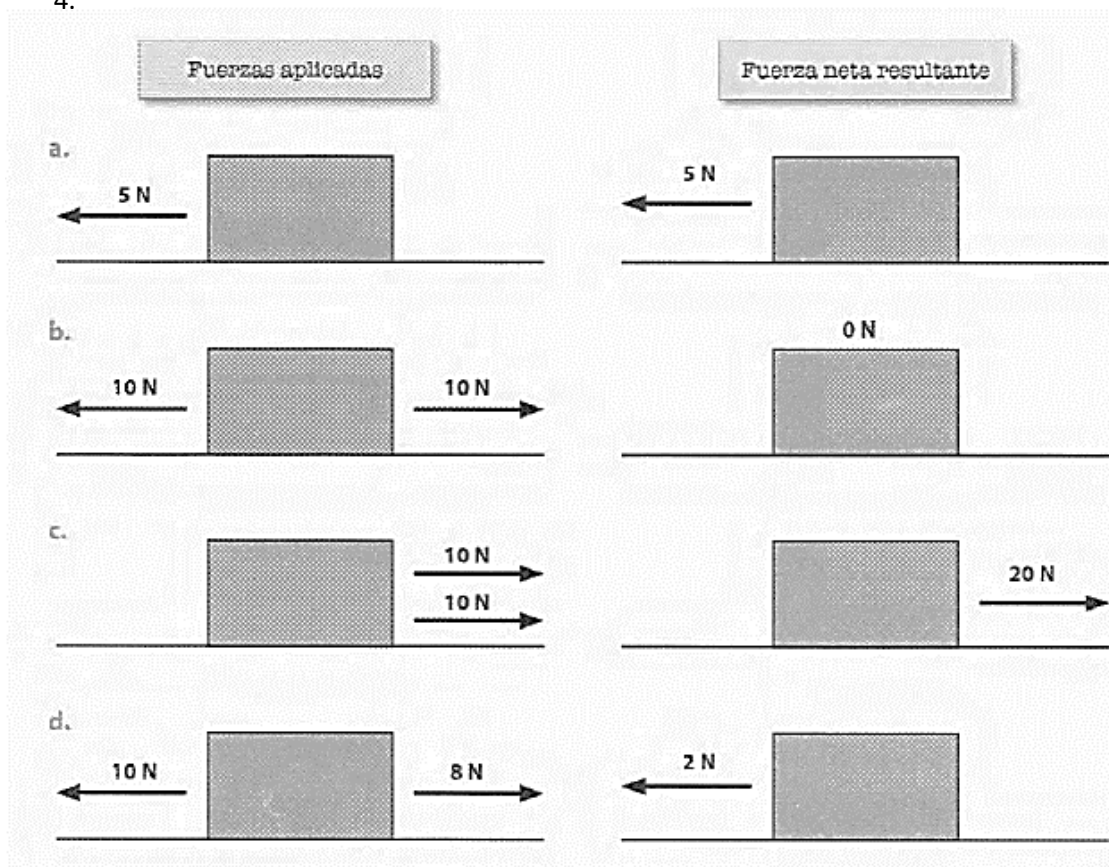 4.
Fuerzas aplicadas
Fuerza neta resultante
a.
5 N
5 N
b.
10 N
10 N
0 N
c.
10 N
10 N
20 N
d.
10 N
8 N
2 N